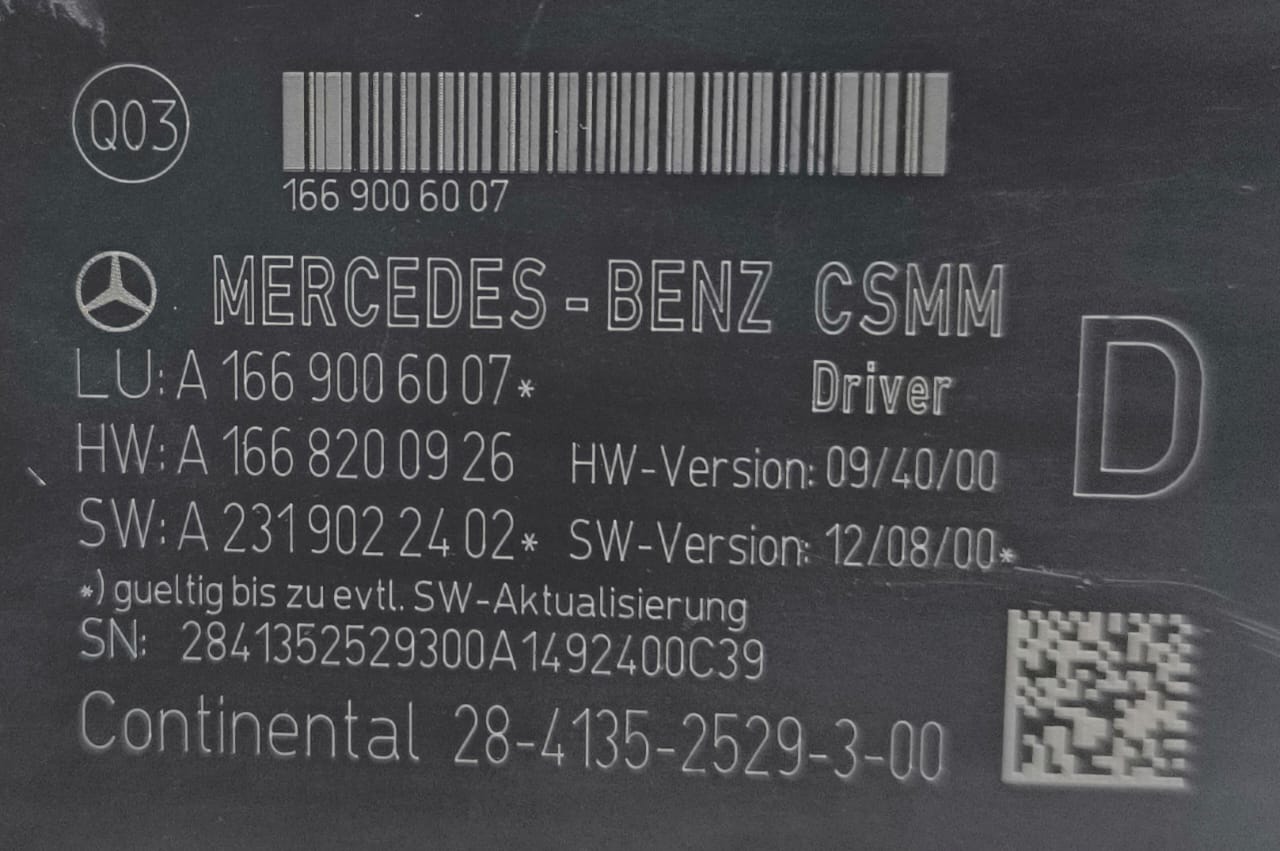 Q03
166 900 60 07
MERCEDES-BENZ CSMM
LU: A 166 900 60 07*
Driver
D
HW: A 166 820 09 26 HW-Version: 09/40/00
SW: A 231 902 24 02* SW-Version: 12/08/00*
*) gueltig bis zu evtl. SW-Aktualisierung
SN: 2841352529300A1492400C39
Continental 28-4135-2529-3-00